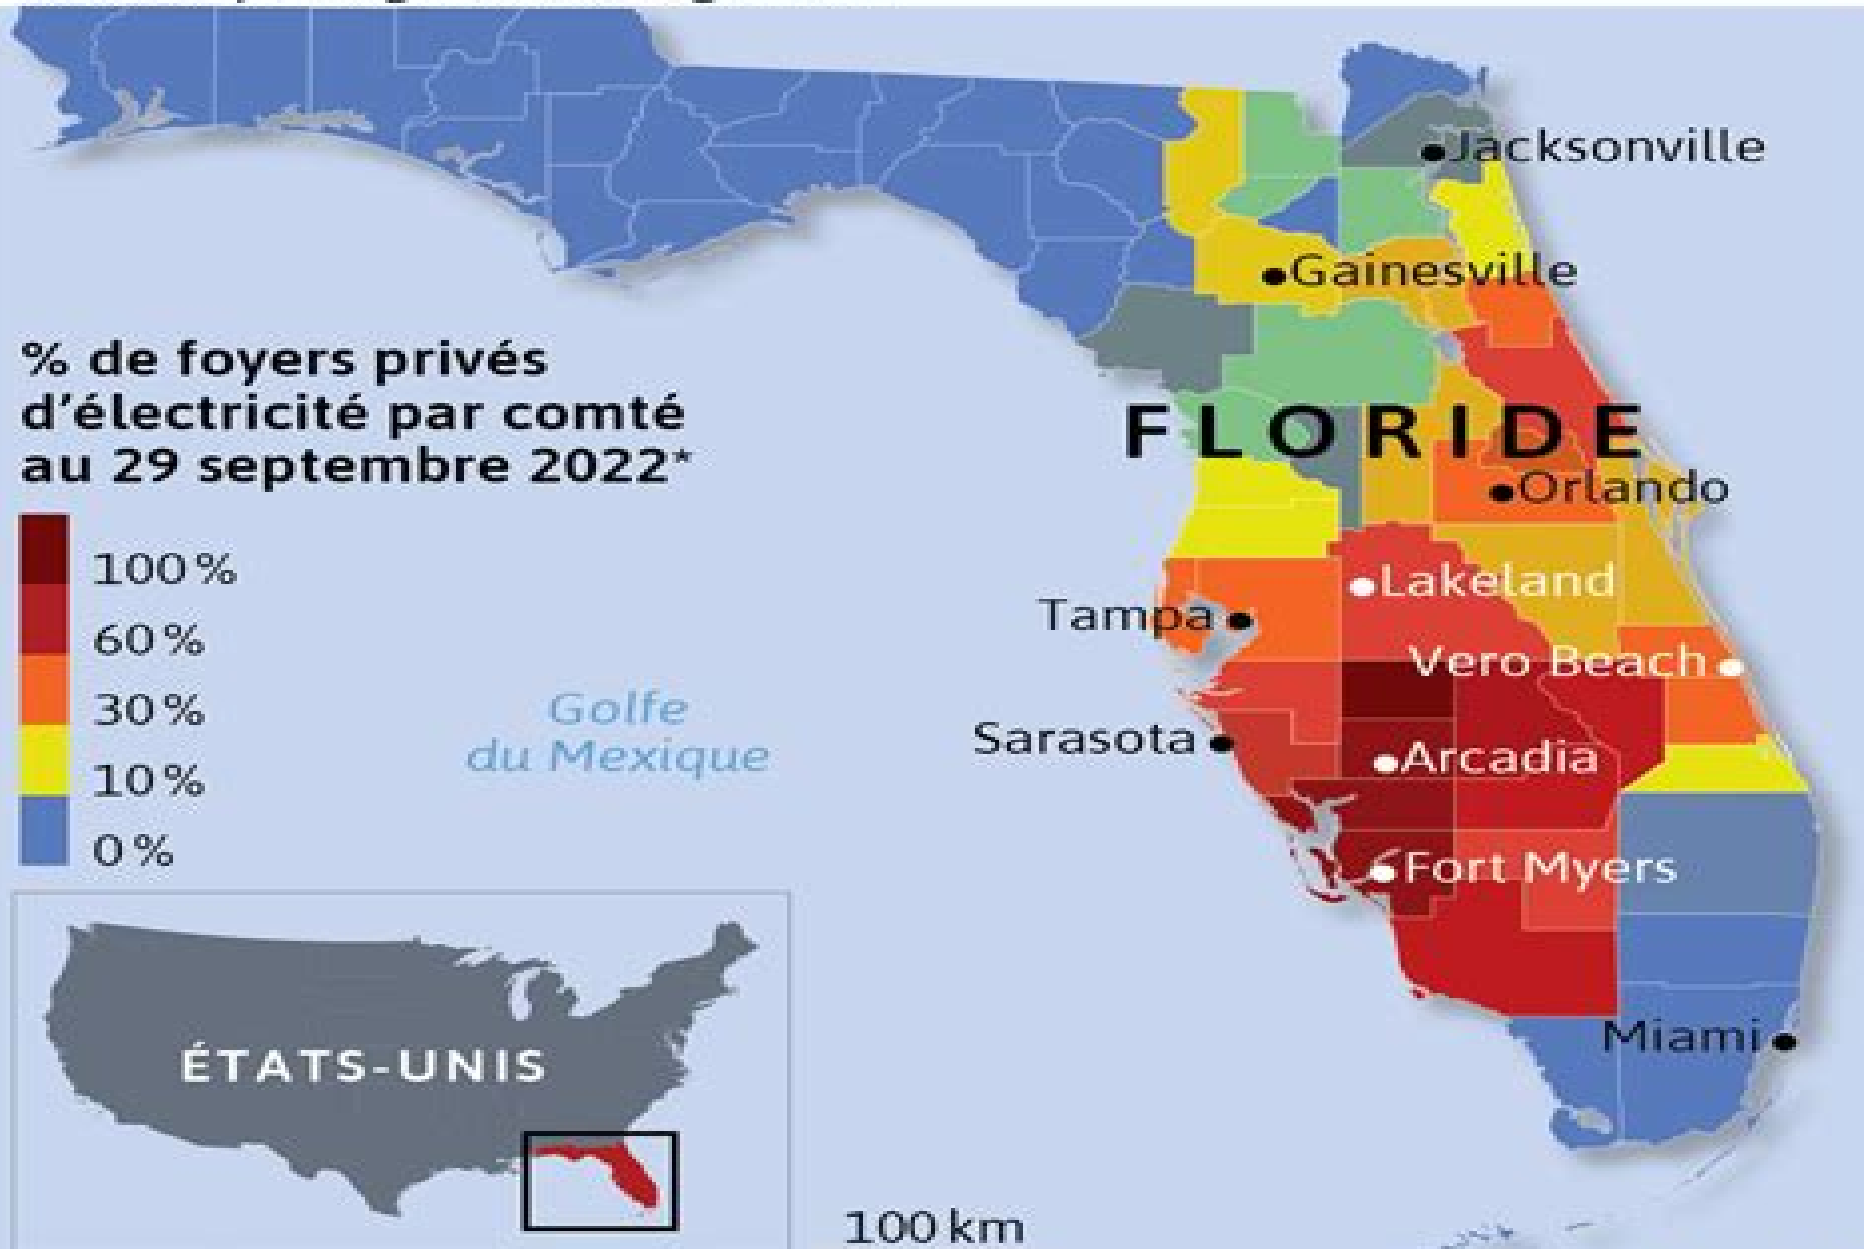 % de foyers privés
d'électricité par comté
au 29 septembre 2022*
100 %
60 %
30 %
10 %
0 %
Golfe
du Mexique
ÉTATS-UNIS
100 km
Jacksonville
Gainesville
FLORIDE
Orlando
Lakeland
Tampa
Vero Beach
Sarasota
Arcadia
Fort Myers
Miami